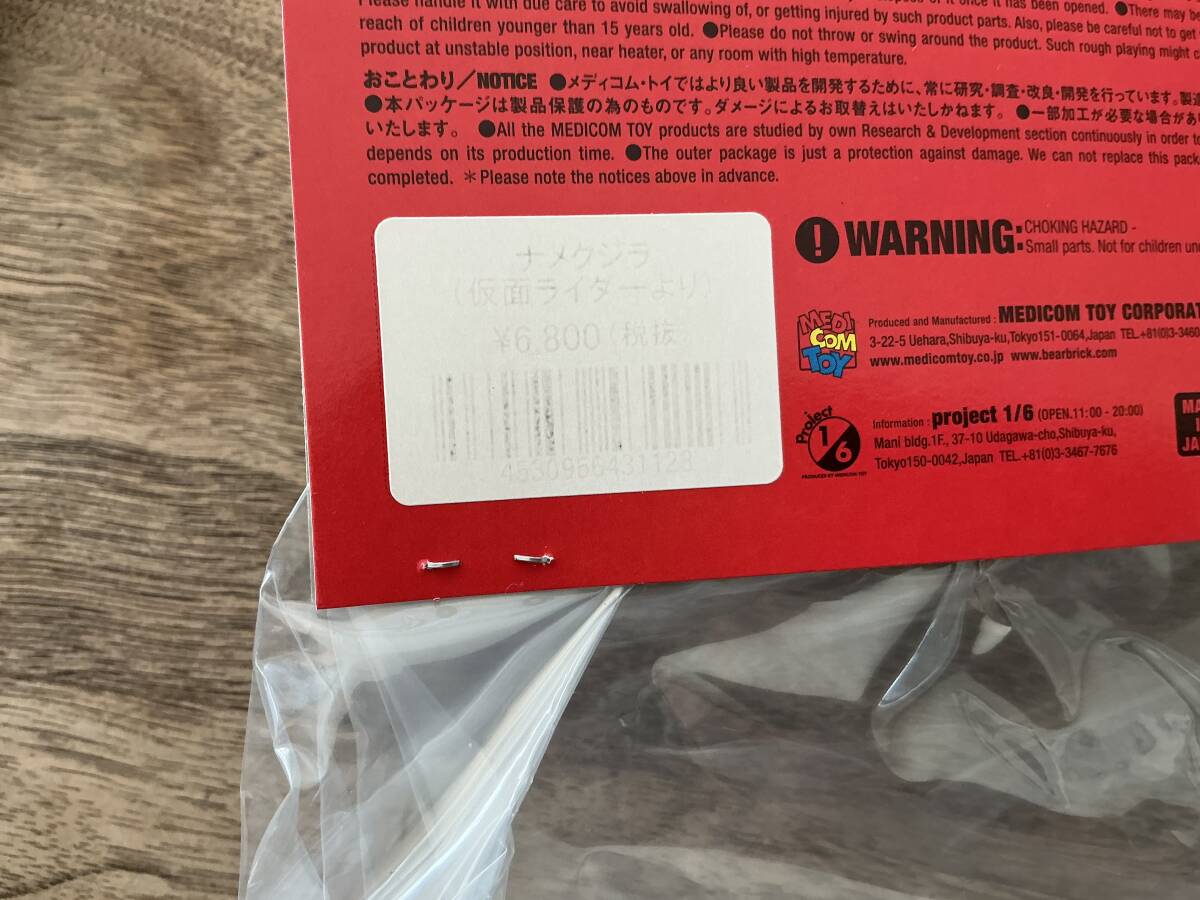 Please handle it with due care to avoid swallowing of, or getting injured by such product parts. Also, please be careful not to get
reach of children younger than 15 years old. ●Please do not throw or swing around the product. Such rough playing might
product at unstable position, near heater, or any room with high temperature.
おことわり/NOTICE ●メディコム・トイではより良い製品を開発するために、常に研究・調査・改良・開発を行っています。製造
●本パッケージは製品保護の為のものです。ダメージによるお取替えはいたしかねます。 ●一部加工が必要な場合があ
いたします。 ●All the MEDICOM TOY products are studied by own Research & Development section continuously in order to
depends on its production time. ●The outer package is just a protection against damage. We can not replace this pack
completed. ＊Please note the notices above in advance.
ナメクジラ
(仮面ライダーより)
¥6,800(税抜)
4530956431123
! WARNING: CHOKING HAZARD -
Small parts. Not for children un
MEDI COM TOY
Produced and Manufactured : MEDICOM TOY CORPORAT
3-22-5 Uehara,Shibuya-ku,Tokyo151-0064,Japan TEL.+81(0)3-3460
www.medicomtoy.co.jp www.bearbrick.com
Project 1/6
PRODUCED BY MEDICOM TOY
Information : project 1/6 (OPEN.11:00 - 20:00)
Mani bldg.1F., 37-10 Udagawa-cho,Shibuya-ku,
Tokyo150-0042,Japan TEL.+81(0)3-3467-7676
MA
I
JA